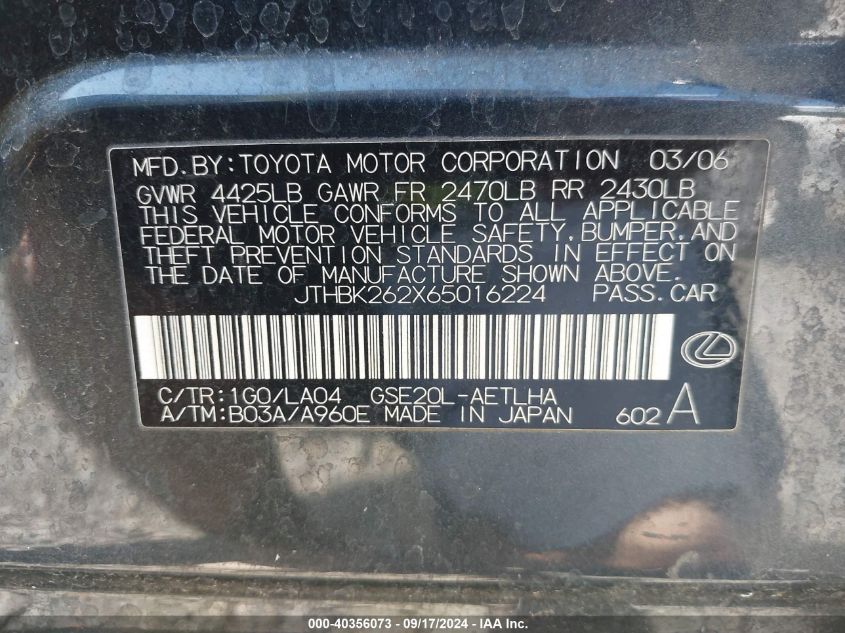 MFD.BY:TOYOTA MOTOR CORPORATION 03/06
GVWR 4425LB GAWR FR 2470LB RR 2430LB
THIS VEHICLE CONFORMS TO ALL APPLICABLE
FEDERAL MOTOR VEHICLE SAFETY,BUMPER,AND
THEFT PREVENTION STANDARDS IN EFFECT ON
THE DATE OF MANUFACTURE SHOWN ABOVE.
JTHBK262X65016224 PASS.CAR
C/TR:1G0/LA04 GSE20L-AETLHA
A/TM:B03A/A960E MADE IN JAPAN 602 A
000-40356073 - 09/17/2024 - IAA Inc.